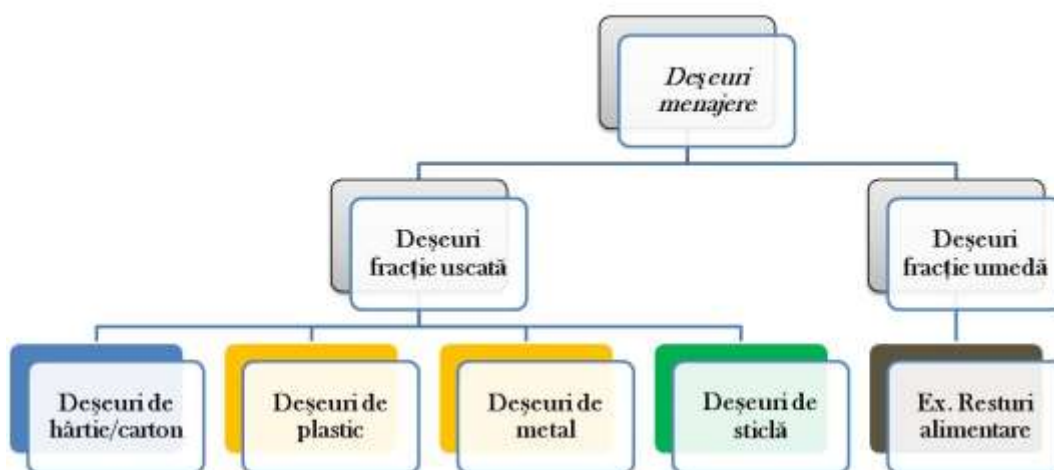 Deșeuri
menajere
Deșeuri
fracție uscată
Deșeuri
fracție umedă
Deșeuri de
hârtie/carton
Deșeuri de
plastic
Deșeuri de
metal
Deșeuri de
sticlă
Ex. Resturi
alimentare